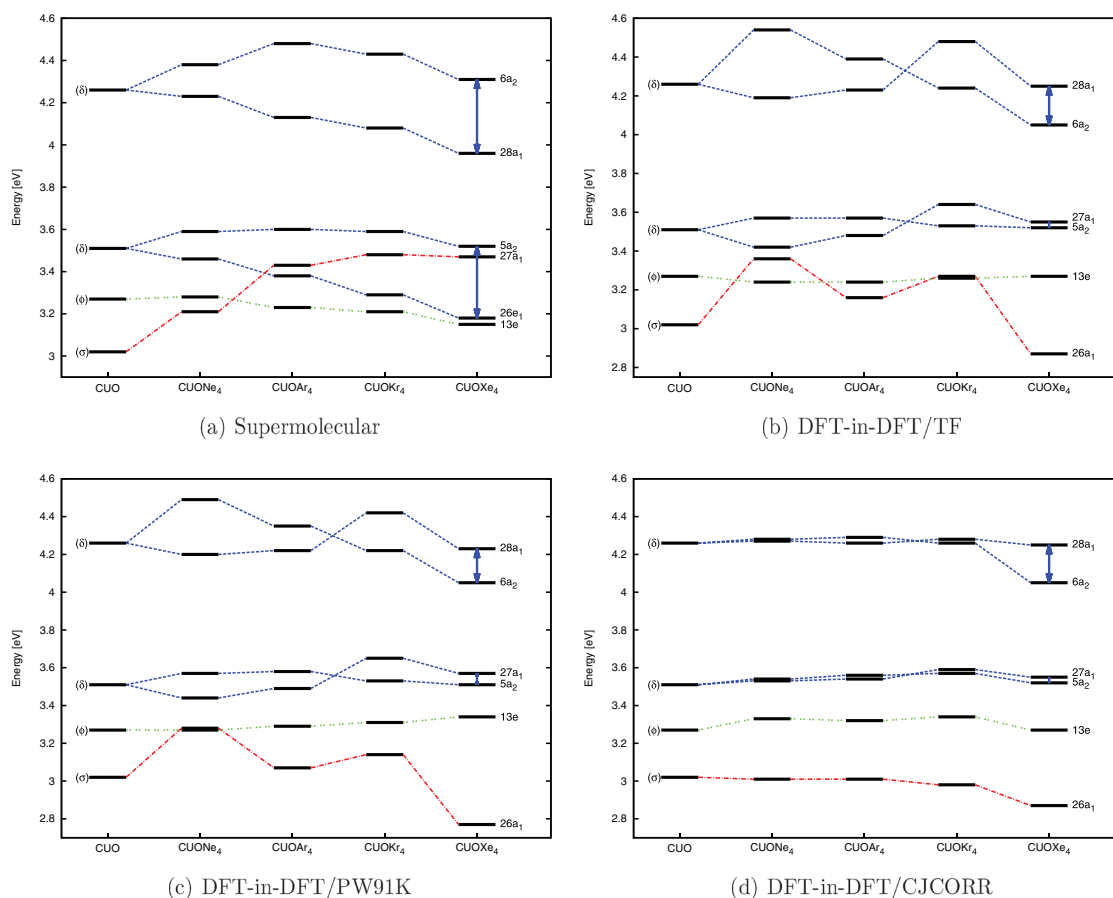 4.6
4.4
4.2
4
3.8
3.6
3.4
3.2
3
Energy [eV]
(δ)
(δ)
(ϕ)
(σ)
6a2
28a1
5a2
27a1
26e1
13e
CUO CUONe4 CUOAr4 CUOKr4 CUOXe4
(a) Supermolecular
4.6
4.4
4.2
4
3.8
3.6
3.4
3.2
3
2.8
Energy [eV]
(δ)
(δ)
(ϕ)
(σ)
28a1
6a2
27a1
5a2
13e
26a1
CUO CUONe4 CUOAr4 CUOKr4 CUOXe4
(b) DFT-in-DFT/TF
4.6
4.4
4.2
4
3.8
3.6
3.4
3.2
3
2.8
Energy [eV]
(δ)
(δ)
(ϕ)
(σ)
28a1
6a2
27a1
5a2
13e
26a1
CUO CUONe4 CUOAr4 CUOKr4 CUOXe4
(c) DFT-in-DFT/PW91K
4.6
4.4
4.2
4
3.8
3.6
3.4
3.2
3
2.8
Energy [eV]
(δ)
(δ)
(ϕ)
(σ)
28a1
6a2
27a1
5a2
13e
26a1
CUO CUONe4 CUOAr4 CUOKr4 CUOXe4
(d) DFT-in-DFT/CJCORR